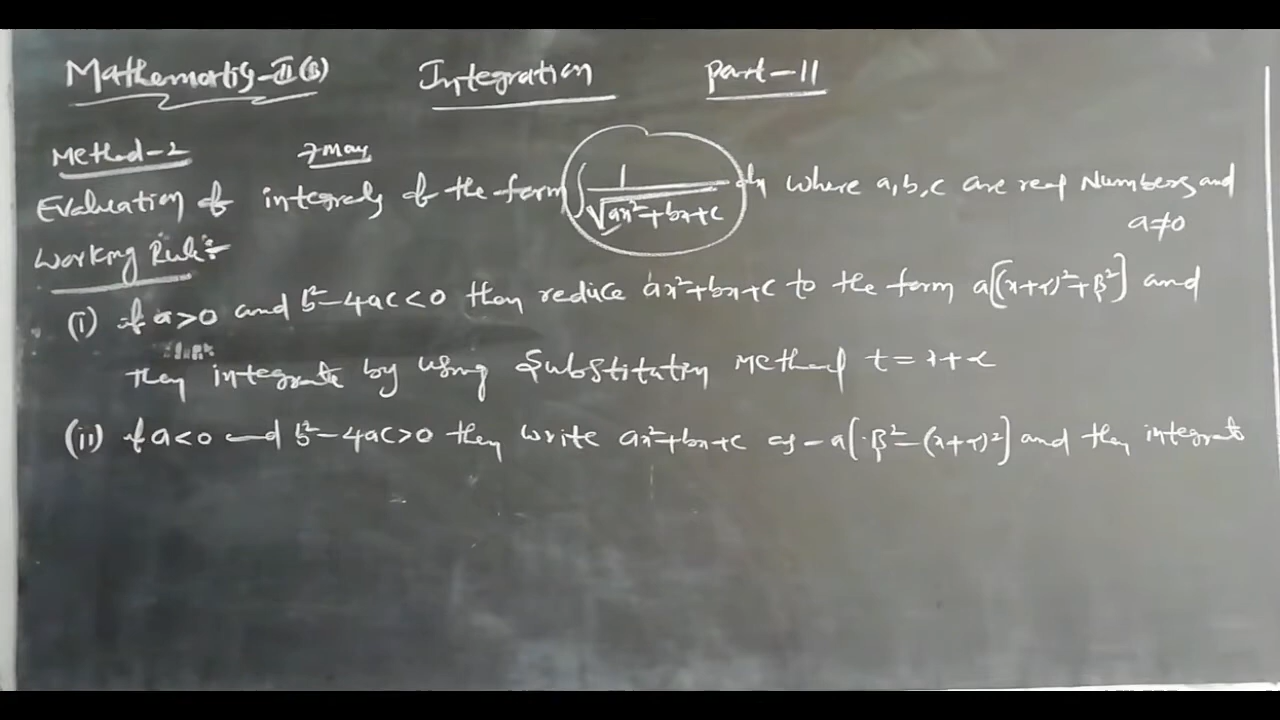 Mathematics-II(B) Integration Part-11
Method-2 7 mar
Evaluation of integrals of the form ∫ 1/√(ax²+bx+c) dx where a,b,c are real Numbers and
a≠0
Working Rule:-
(i) if a>0 and b²-4ac<0 then reduce ax²+bx+c to the form a[(x+α)²+β²] and
then integrate by using Substitution Method t=x+α
(ii) if a<0 and b²-4ac>0 then write ax²+bx+c as -a[β²-(x+α)²] and then integrate